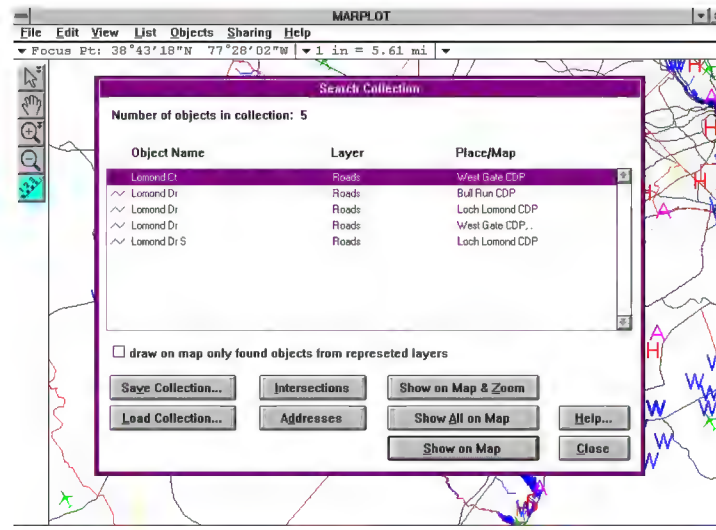 MARPLOT
File Edit View List Objects Sharing Help
Focus Pt: 38°43'18"N 77°28'02"W 1 in = 5.61 mi
Search Collection
Number of objects in collection: 5
Object Name Layer Place/Map
Lomond Ct Roads West Gate CDP
Lomond Dr Roads Bull Run CDP
Lomond Dr Roads Loch Lomond CDP
Lomond Dr Roads West Gate CDP, .
Lomond Dr S Roads Loch Lomond CDP
draw on map only found objects from represeted layers
Save Collection... Intersections Show on Map & Zoom
Load Collection... Addresses Show All on Map Help...
Show on Map Close
H
A
H
H
A
W
A
H
W
W
W
W
W
W
A
W